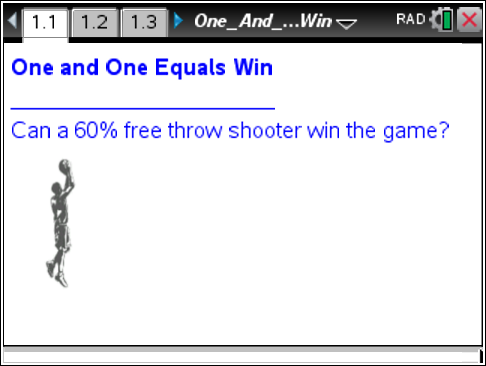 1.1 1.2 1.3 One_And_...Win RAD
One and One Equals Win
Can a 60% free throw shooter win the game?